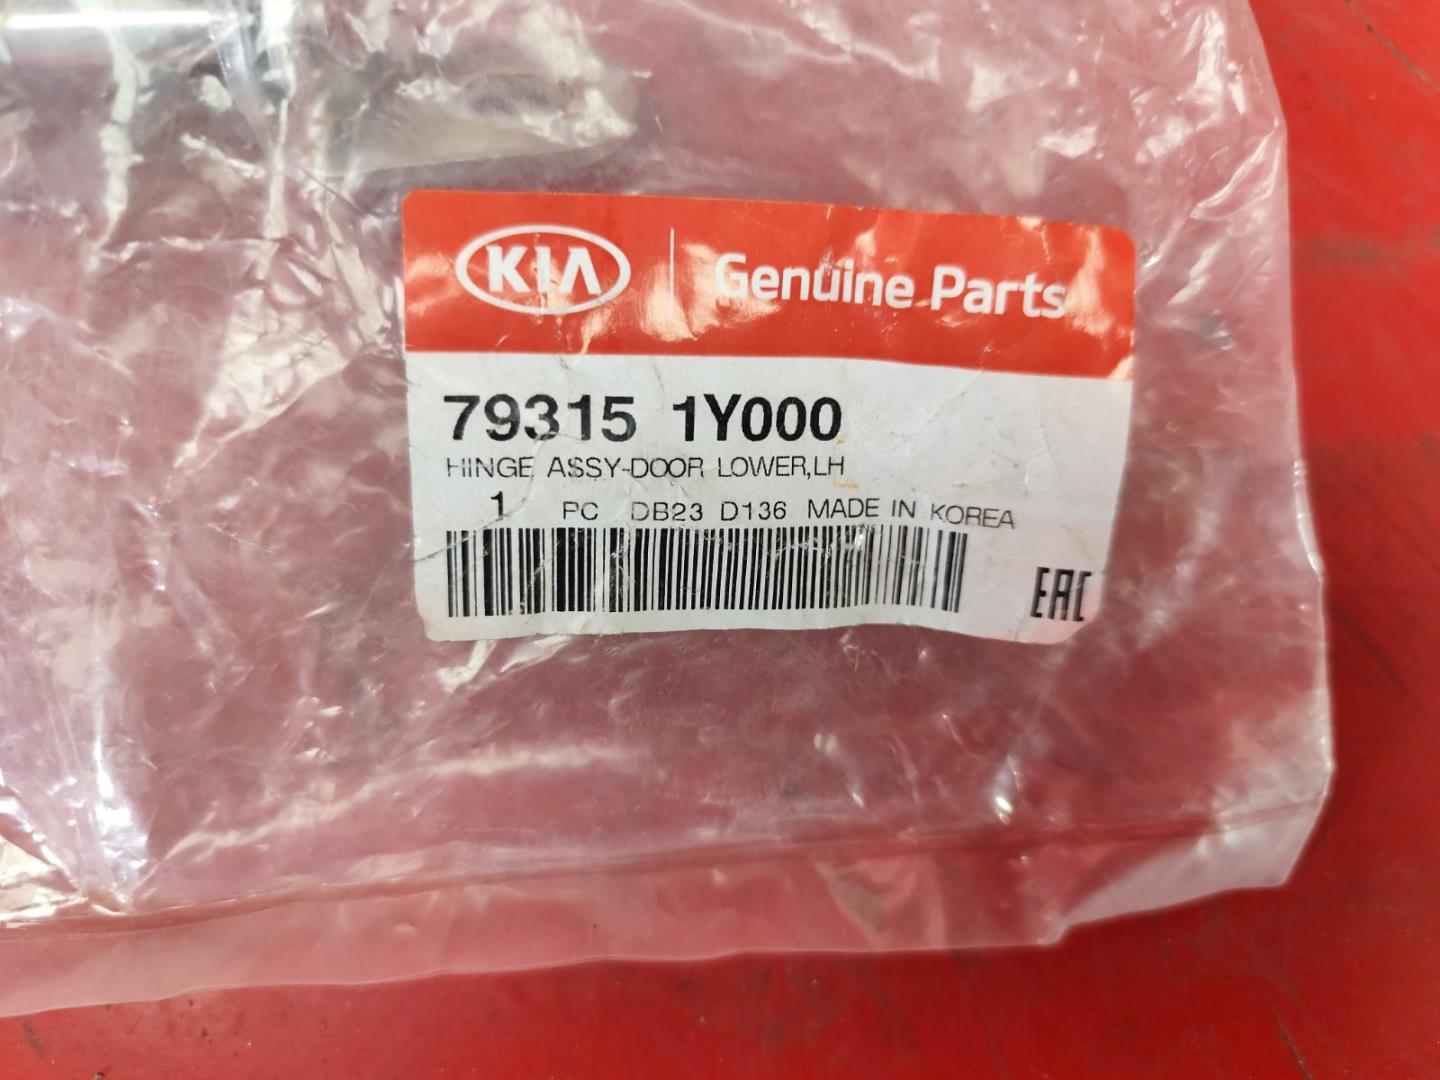 KIA Genuine Parts
79315 1Y000
HINGE ASSY-DOOR LOWER,LH
1 PC DB23 D136 MADE IN KOREA
EAC